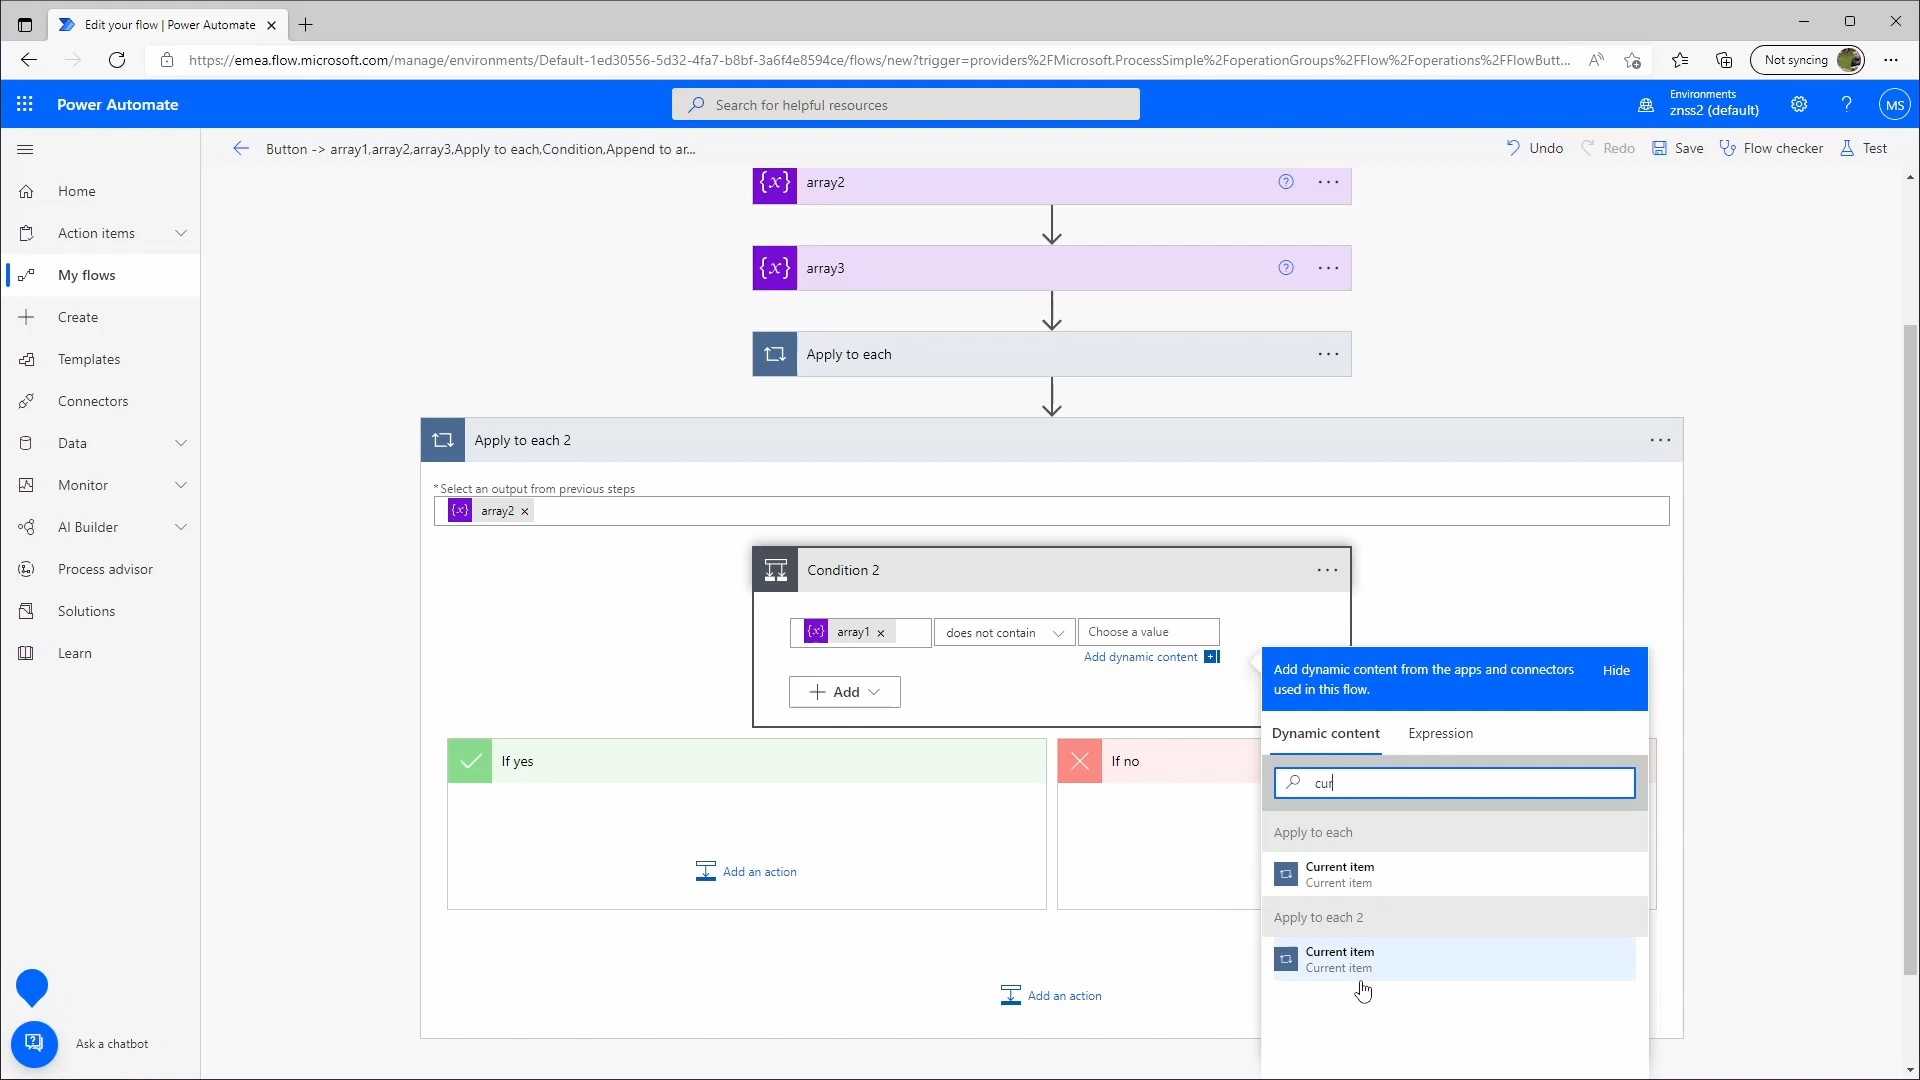 Edit your flow | Power Automate
https://emea.flow.microsoft.com/manage/environments/Default-1ed30556-5d32-4fa7-b8bf-3a6f4e8594ce/flows/new?trigger=providers%2FMicrosoft.ProcessSimple%2FoperationGroups%2FFlow%2Foperations%2FFlowButt...
Not syncing
Power Automate
Search for helpful resources
Environments
znss2 (default)
MS
Button -> array1,array2,array3,Apply to each,Condition,Append to ar...
Undo
Redo
Save
Flow checker
Test
Home
Action items
My flows
Create
Templates
Connectors
Data
Monitor
AI Builder
Process advisor
Solutions
Learn
Ask a chatbot
{x} array2
{x} array3
Apply to each
Apply to each 2
* Select an output from previous steps
{x} array2
Condition 2
{x} array1
does not contain
Choose a value
Add dynamic content
Add
If yes
Add an action
If no
Add an action
Add dynamic content from the apps and connectors
used in this flow.
Hide
Dynamic content
Expression
cur
Apply to each
Current item
Current item
Apply to each 2
Current item
Current item